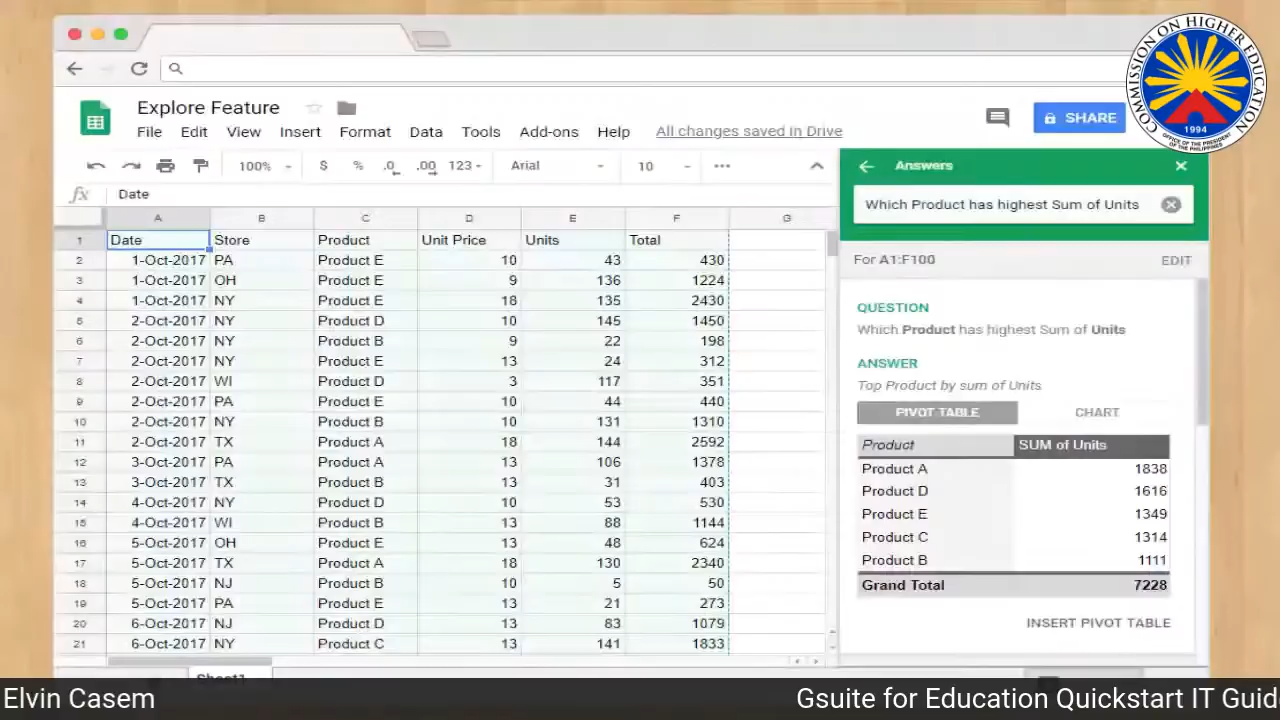 COMMISSION ON HIGHER EDUCATION
OFFICE OF THE PRESIDENT OF THE PHILIPPINES
1994
Explore Feature
File Edit View Insert Format Data Tools Add-ons Help All changes saved in Drive
SHARE
100% $ % .0 .00 123 Arial 10
fx Date
A B C D E F G
1 Date Store Product Unit Price Units Total
2 1-Oct-2017 PA Product E 10 43 430
3 1-Oct-2017 OH Product E 9 136 1224
4 1-Oct-2017 NY Product E 18 135 2430
5 2-Oct-2017 NY Product D 10 145 1450
6 2-Oct-2017 NY Product B 9 22 198
7 2-Oct-2017 NY Product E 13 24 312
8 2-Oct-2017 WI Product D 3 117 351
9 2-Oct-2017 PA Product E 10 44 440
10 2-Oct-2017 NY Product B 10 131 1310
11 2-Oct-2017 TX Product A 18 144 2592
12 3-Oct-2017 PA Product A 13 106 1378
13 3-Oct-2017 TX Product B 13 31 403
14 4-Oct-2017 NY Product D 10 53 530
15 4-Oct-2017 WI Product B 13 88 1144
16 5-Oct-2017 OH Product E 13 48 624
17 5-Oct-2017 TX Product A 18 130 2340
18 5-Oct-2017 NJ Product B 10 5 50
19 5-Oct-2017 PA Product E 13 21 273
20 6-Oct-2017 NJ Product D 13 83 1079
21 6-Oct-2017 NY Product C 13 141 1833
Sheet1
Answers
Which Product has highest Sum of Units
For A1:F100 EDIT
QUESTION
Which Product has highest Sum of Units
ANSWER
Top Product by sum of Units
PIVOT TABLE CHART
Product SUM of Units
Product A 1838
Product D 1616
Product E 1349
Product C 1314
Product B 1111
Grand Total 7228
INSERT PIVOT TABLE
Elvin Casem Gsuite for Education Quickstart IT Guid